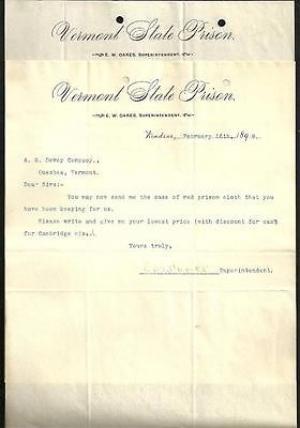 Vermont State Prison,
E. W. OAKES, SUPERINTENDENT.
Vermont State Prison,
E. W. OAKES, SUPERINTENDENT.
Windsor, February 15th, 189
A. G. Dewey Company.,
Quechee, Vermont.
Dear Sirs:-
You may now send me the case of red prison cloth that you
have been keeping for us.
Please write and give me your lowest price (with discount for cash
for Cambridge mix.
Yours truly,
Superintendent.